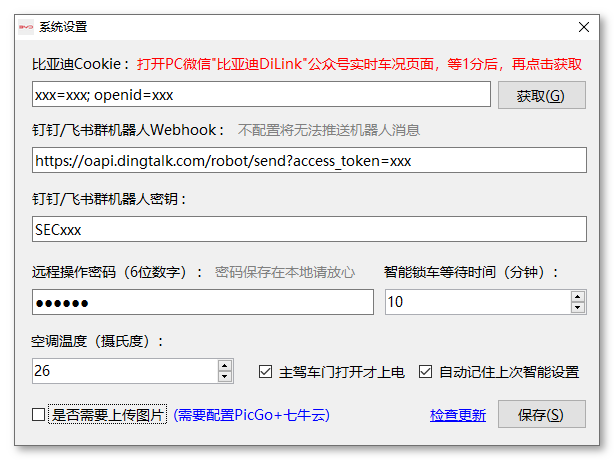 BYD 系统设置
比亚迪Cookie： 打开PC微信"比亚迪DiLink"公众号实时车况页面，等1分后，再点击获取
xxx=xxx; openid=xxx 获取(G)
钉钉/飞书群机器人Webhook： 不配置将无法推送机器人消息
https://oapi.dingtalk.com/robot/send?access_token=xxx
钉钉/飞书群机器人密钥：
SECxxx
远程操作密码（6位数字）： 密码保存在本地请放心 智能锁车等待时间（分钟）：
●●●●●● 10
空调温度（摄氏度）：
26 主驾车门打开才上电 自动记住上次智能设置
是否需要上传图片 (需要配置PicGo+七牛云) 检查更新 保存(S)